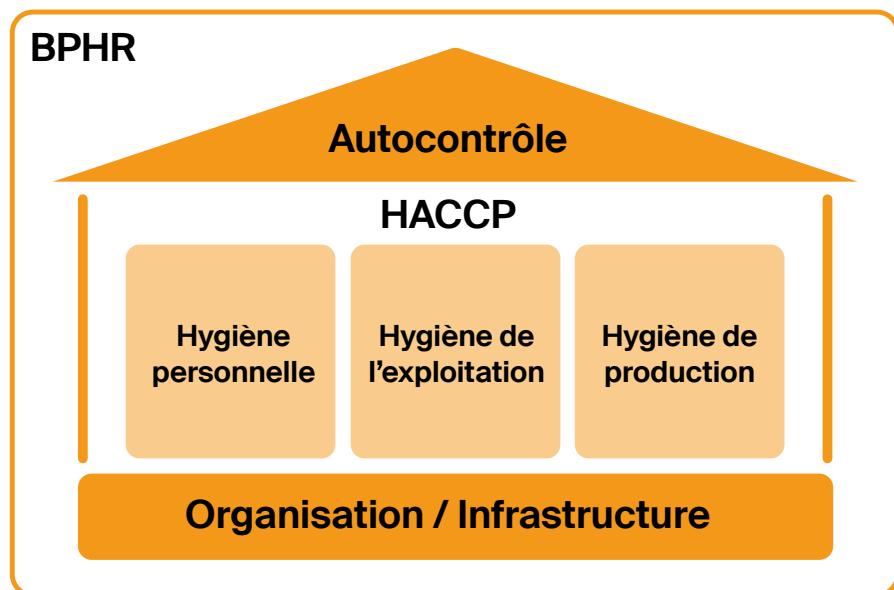 BPHR
Autocontrôle
HACCP
Hygiène
personnelle
Hygiène de
l’exploitation
Hygiène de
production
Organisation / Infrastructure